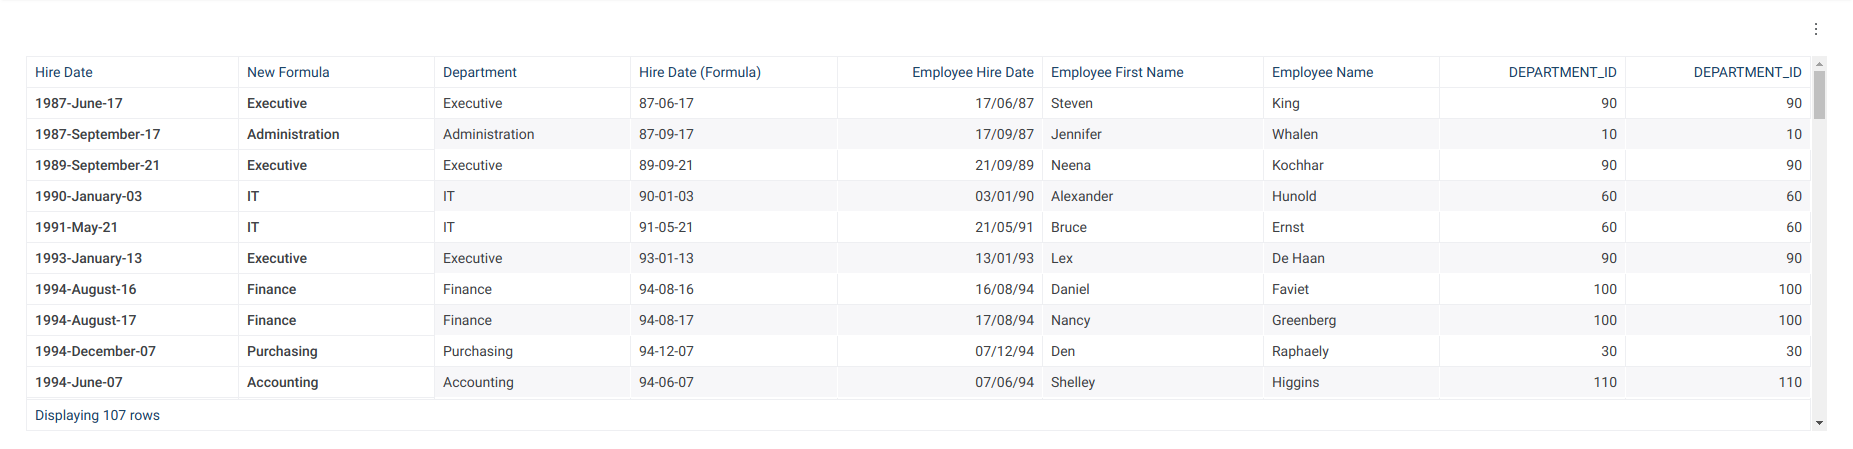 Hire Date New Formula Department Hire Date (Formula) Employee Hire Date Employee First Name Employee Name DEPARTMENT_ID DEPARTMENT_ID
1987-June-17 Executive Executive 87-06-17 17/06/87 Steven King 90 90
1987-September-17 Administration Administration 87-09-17 17/09/87 Jennifer Whalen 10 10
1989-September-21 Executive Executive 89-09-21 21/09/89 Neena Kochhar 90 90
1990-January-03 IT IT 90-01-03 03/01/90 Alexander Hunold 60 60
1991-May-21 IT IT 91-05-21 21/05/91 Bruce Ernst 60 60
1993-January-13 Executive Executive 93-01-13 13/01/93 Lex De Haan 90 90
1994-August-16 Finance Finance 94-08-16 16/08/94 Daniel Faviet 100 100
1994-August-17 Finance Finance 94-08-17 17/08/94 Nancy Greenberg 100 100
1994-December-07 Purchasing Purchasing 94-12-07 07/12/94 Den Raphaely 30 30
1994-June-07 Accounting Accounting 94-06-07 07/06/94 Shelley Higgins 110 110
Displaying 107 rows